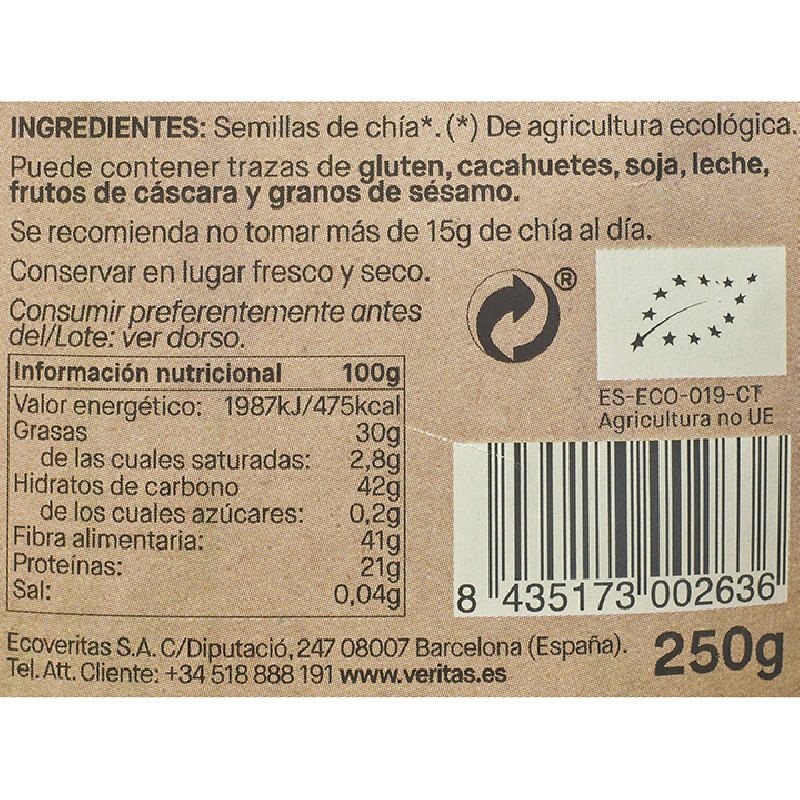 INGREDIENTES: Semillas de chía*. (*) De agricultura ecológica.
Puede contener trazas de gluten, cacahuetes, soja, leche,
frutos de cáscara y granos de sésamo.
Se recomienda no tomar más de 15g de chía al día.
Conservar en lugar fresco y seco.
Consumir preferentemente antes
del/Lote: ver dorso.
®
Información nutricional 100g
Valor energético: 1987kJ/475kcal
Grasas 30g
de las cuales saturadas: 2,8g
Hidratos de carbono 42g
de los cuales azúcares: 0,2g
Fibra alimentaria: 41g
Proteínas: 21g
Sal: 0,04g
ES-ECO-019-CT
Agricultura no UE
8 435173 002636
Ecoveritas S.A. C/Diputació, 247 08007 Barcelona (España).
Tel. Att. Cliente: +34 518 888 191 www.veritas.es
250g